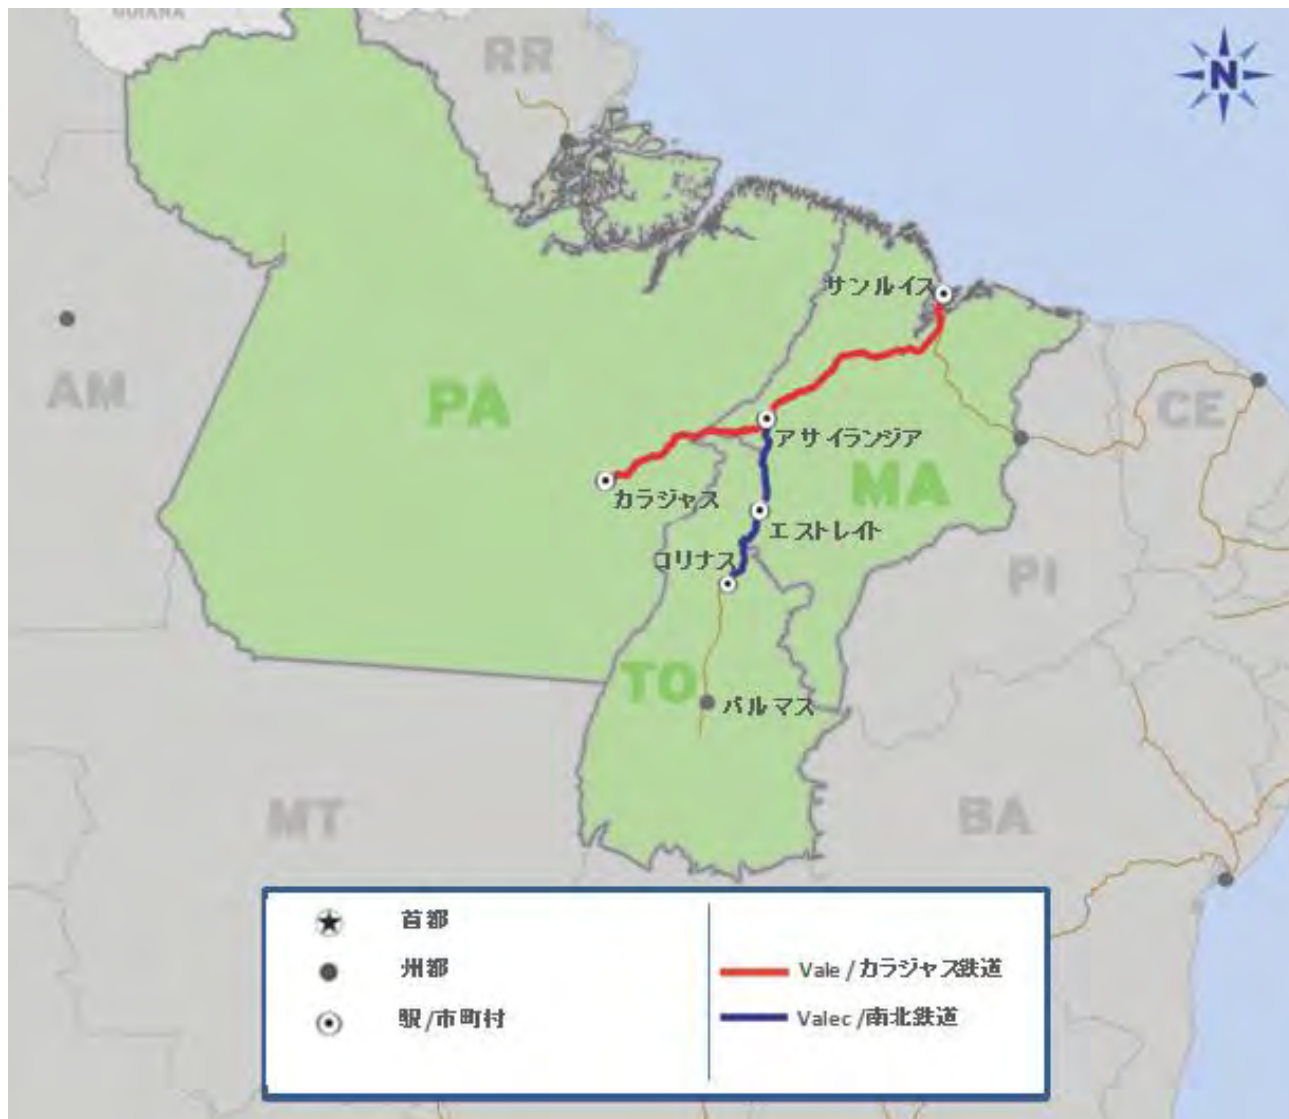 GUIANA
RR
N
サンルイス
AM
PA
CE
アサイランジア
MA
カラジャス
エストレイト
コリナス
PI
TO
パルマス
MT
BA
首都
州都
駅/市町村
Vale / カラジャス鉄道
Valec /南北鉄道